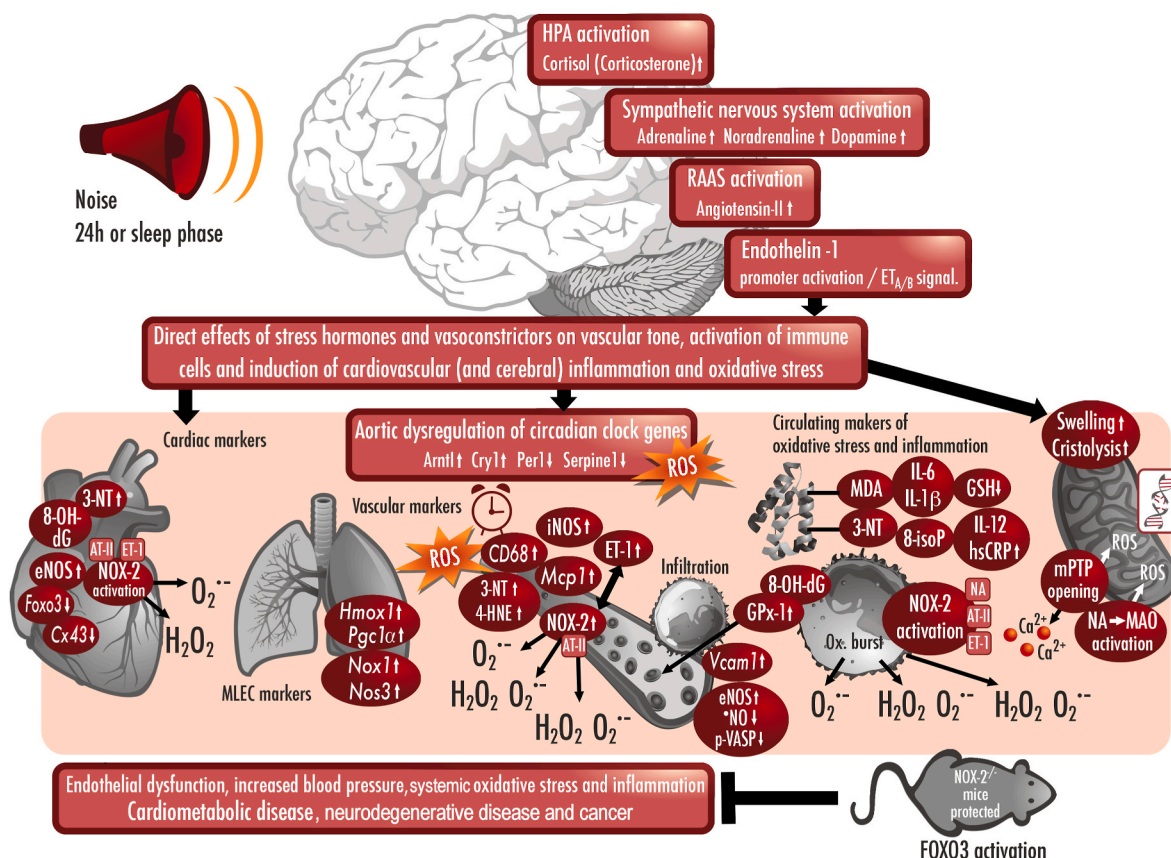 HPA activation
Cortisol (Corticosterone)↑
Sympathetic nervous system activation
Adrenaline↑ Noradrenaline↑ Dopamine↑
RAAS activation
Angiotensin-II ↑
Endothelin -1
promoter activation / ETA/B signal.
Noise
24h or sleep phase
Direct effects of stress hormones and vasoconstrictors on vascular tone, activation of immune
cells and induction of cardiovascular (and cerebral) inflammation and oxidative stress
Cardiac markers
3-NT↑
8-OH-
dG
AT-II ET-1
eNOS↑
NOX-2
activation
Foxo3↓
Cx43↓
O2•−
H2O2
MLEC markers
Hmox1↑
Pgc1α↑
Nox1↑
Nos3↑
Aortic dysregulation of circadian clock genes
Arntl↑ Cry1↑ Per1↓ Serpine1↓
ROS
Vascular markers
ROS
CD68↑
iNOS↑
ET-1↑
Mcp1↑
3-NT↑
4-HNE↑
NOX-2↑
AT-II
O2•−
H2O2 O2•−
H2O2 O2•−
Infiltration
Vcam1↑
eNOS↑
•NO↓
p-VASP↓
Circulating makers of
oxidative stress and inflammation
MDA
IL-6
IL-1β
GSH↓
3-NT
8-isoP
IL-12
hsCRP↑
8-OH-dG
GPx-1↑
NOX-2
activation
NA
AT-II
ET-1
Ox. burst
O2•−
H2O2 O2•−
H2O2 O2•−
Swelling↑
Cristolysis↑
ROS
ROS
mPTP
opening
Ca2+
Ca2+
NA→MAO
activation
Endothelial dysfunction, increased blood pressure, systemic oxidative stress and inflammation
Cardiometabolic disease, neurodegenerative disease and cancer
NOX-2-/-
mice
protected
FOXO3 activation